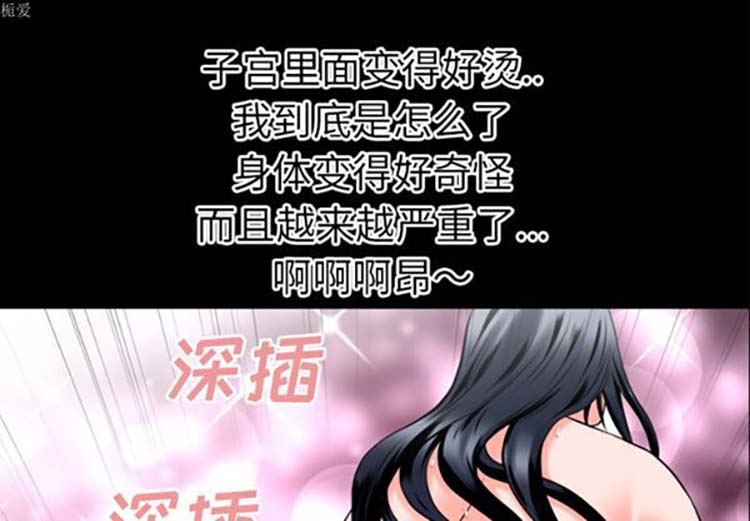 栀爱
子宫里面变得好烫..
我到底是怎么了
身体变得好奇怪
而且越来越严重了...
啊啊啊昂～
深插
深插